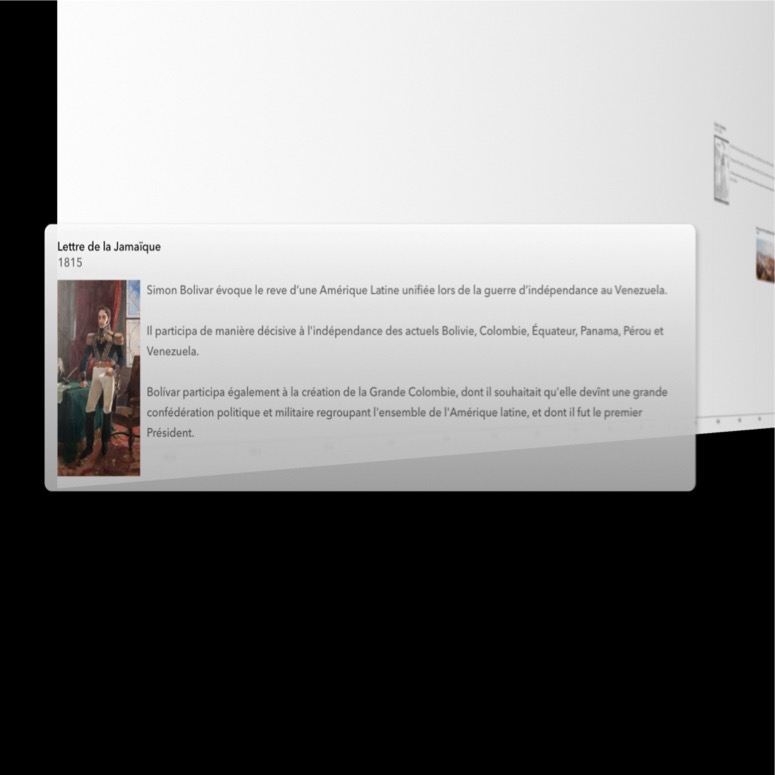 Lettre de la Jamaïque
1815
Simon Bolivar évoque le reve d'une Amérique Latine unifiée lors de la guerre d'indépendance au Venezuela.
Il participa de manière décisive à l'indépendance des actuels Bolivie, Colombie, Équateur, Panama, Pérou et
Venezuela.
Bolívar participa également à la création de la Grande Colombie, dont il souhaitait qu'elle devînt une grande
confédération politique et militaire regroupant l'ensemble de l'Amérique latine, et dont il fut le premier
Président.